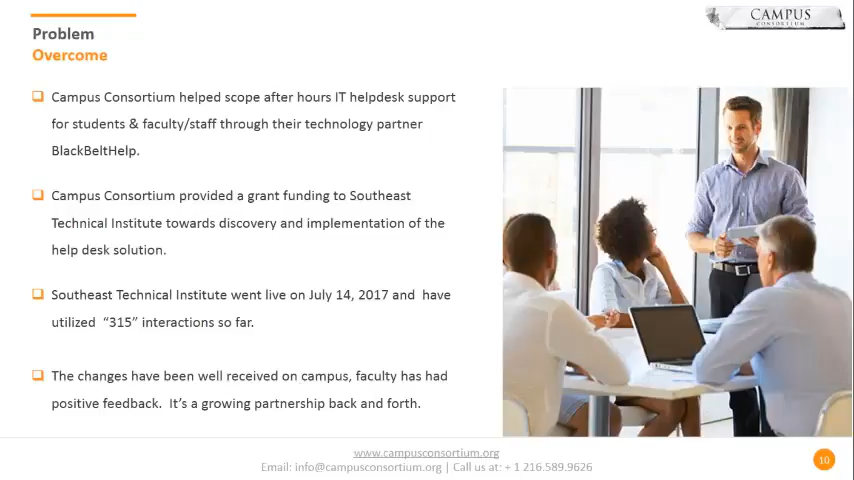 CAMPUS
CONSORTIUM
Problem
Overcome
Campus Consortium helped scope after hours IT helpdesk support
for students & faculty/staff through their technology partner
BlackBeltHelp.
Campus Consortium provided a grant funding to Southeast
Technical Institute towards discovery and implementation of the
help desk solution.
Southeast Technical Institute went live on July 14, 2017 and have
utilized “315” interactions so far.
The changes have been well received on campus, faculty has had
positive feedback. It’s a growing partnership back and forth.
www.campusconsortium.org
Email: info@campusconsortium.org | Call us at: + 1 216.589.9626
10